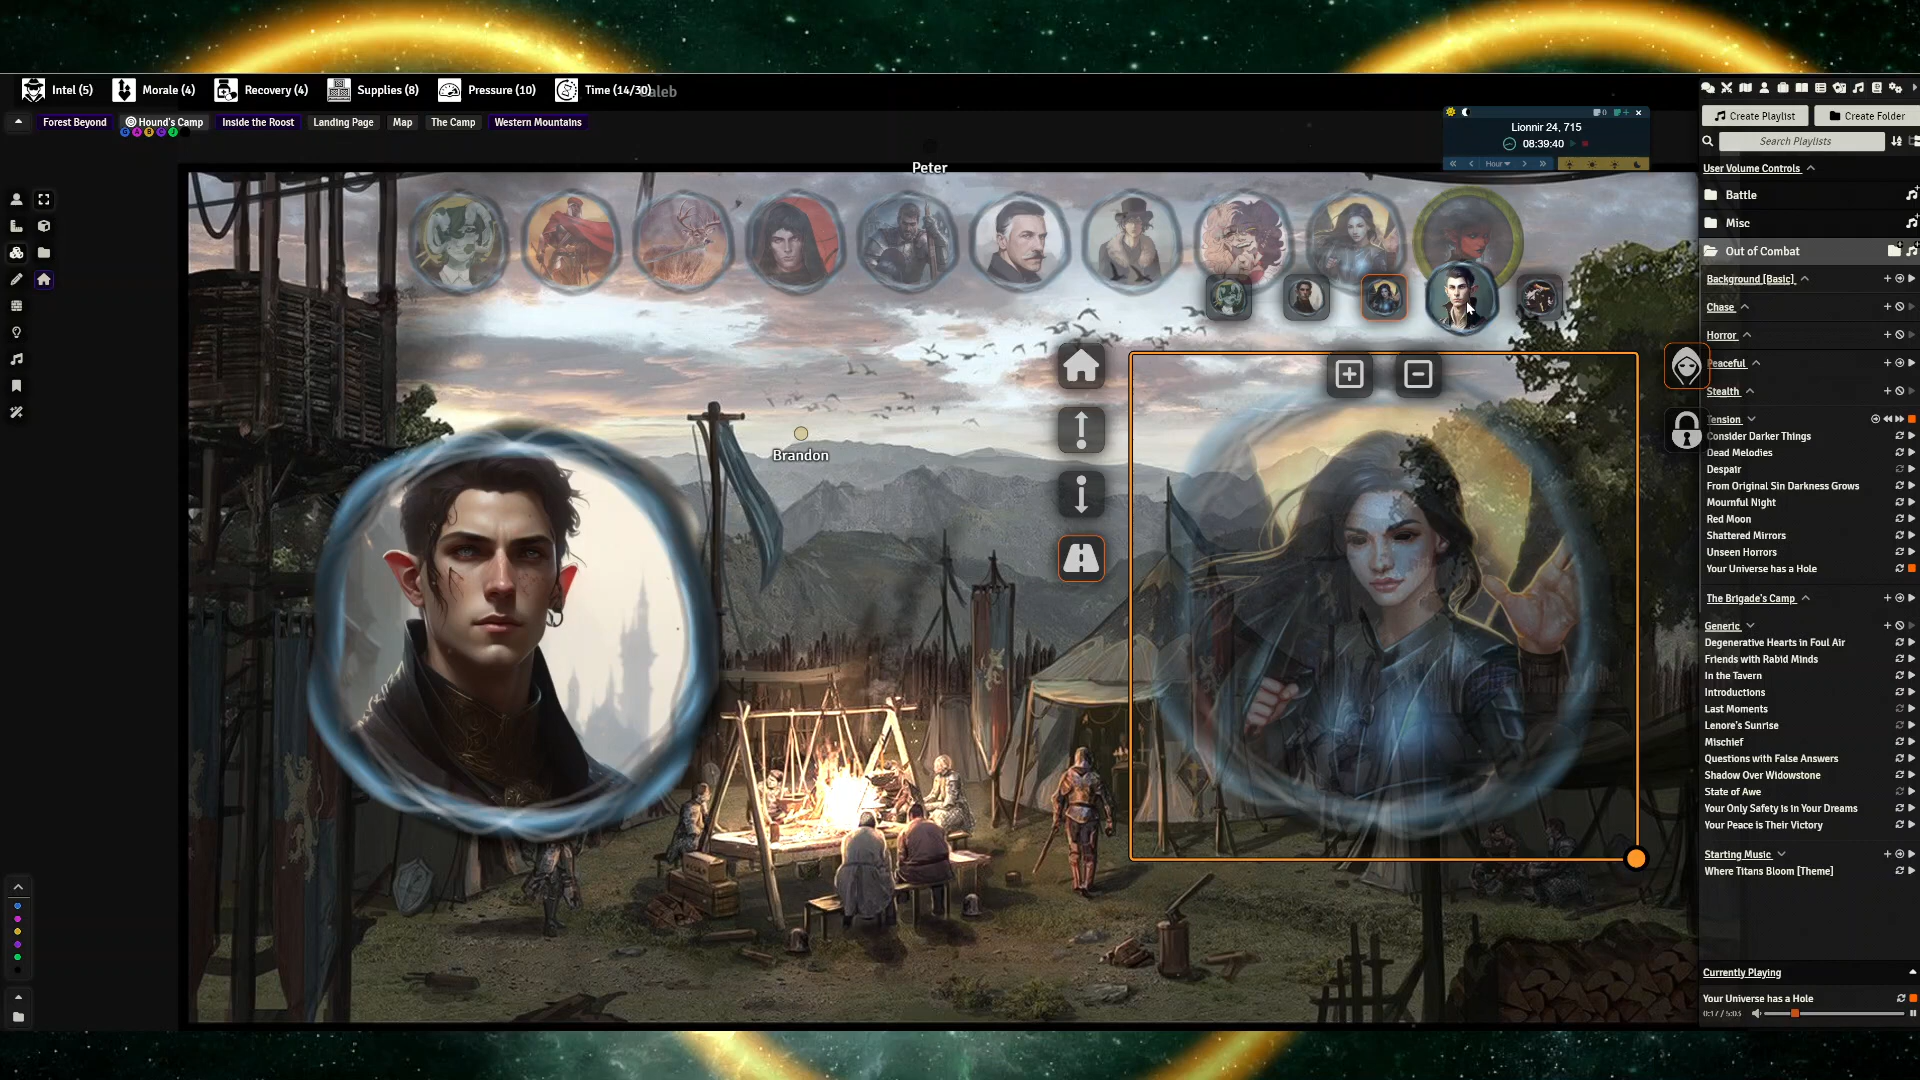 Intel (5)
Morale (4)
Recovery (4)
Supplies (8)
Pressure (10)
Time (14/30)
Caleb
Forest Beyond
Hound's Camp
Inside the Roost
Landing Page
Map
The Camp
Western Mountains
G A B C J
Peter
Brandon
0
Lionnir 24, 715
08:39:40
Hour
Create Playlist
Create Folder
Search Playlists
User Volume Controls
Battle
Misc
Out of Combat
Background [Basic]
Chase
Horror
Peaceful
Stealth
Tension
Consider Darker Things
Dead Melodies
Despair
From Original Sin Darkness Grows
Mournful Night
Red Moon
Shattered Mirrors
Unseen Horrors
Your Universe has a Hole
The Brigade's Camp
Generic
Degenerative Hearts in Foul Air
Friends with Rabid Minds
In the Tavern
Introductions
Last Moments
Lenore's Sunrise
Mischief
Questions with False Answers
Shadow Over Widowstone
State of Awe
Your Only Safety is in Your Dreams
Your Peace is Their Victory
Starting Music
Where Titans Bloom [Theme]
Currently Playing
Your Universe has a Hole
0:17 / 5:03